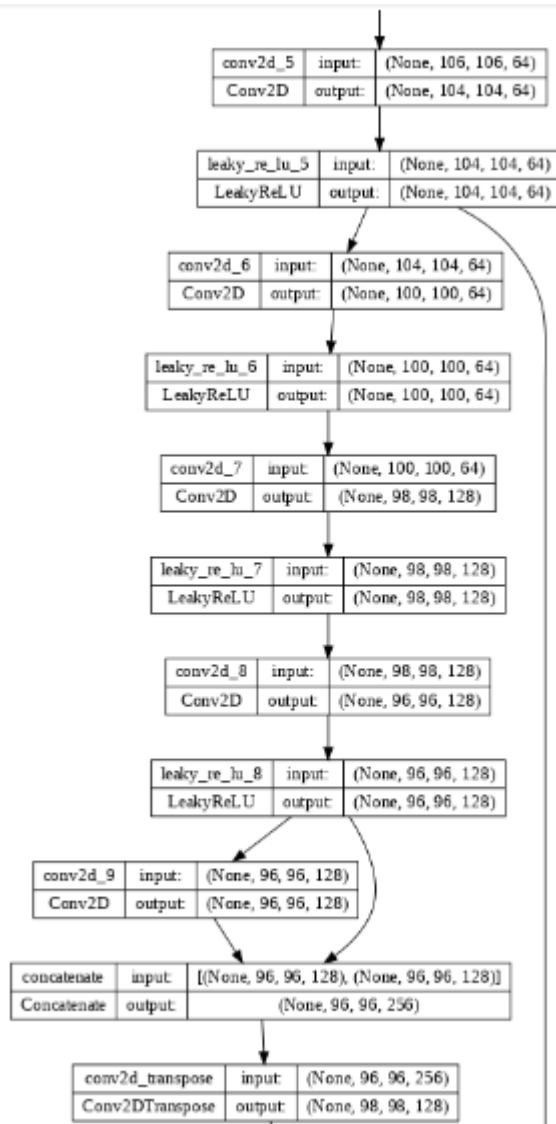 conv2d_5 input: (None, 106, 106, 64)
Conv2D output: (None, 104, 104, 64)
leaky_re_lu_5 input: (None, 104, 104, 64)
LeakyReLU output: (None, 104, 104, 64)
conv2d_6 input: (None, 104, 104, 64)
Conv2D output: (None, 100, 100, 64)
leaky_re_lu_6 input: (None, 100, 100, 64)
LeakyReLU output: (None, 100, 100, 64)
conv2d_7 input: (None, 100, 100, 64)
Conv2D output: (None, 98, 98, 128)
leaky_re_lu_7 input: (None, 98, 98, 128)
LeakyReLU output: (None, 98, 98, 128)
conv2d_8 input: (None, 98, 98, 128)
Conv2D output: (None, 96, 96, 128)
leaky_re_lu_8 input: (None, 96, 96, 128)
LeakyReLU output: (None, 96, 96, 128)
conv2d_9 input: (None, 96, 96, 128)
Conv2D output: (None, 96, 96, 128)
concatenate input: [(None, 96, 96, 128), (None, 96, 96, 128)]
Concatenate output: (None, 96, 96, 256)
conv2d_transpose input: (None, 96, 96, 256)
Conv2DTranspose output: (None, 98, 98, 128)